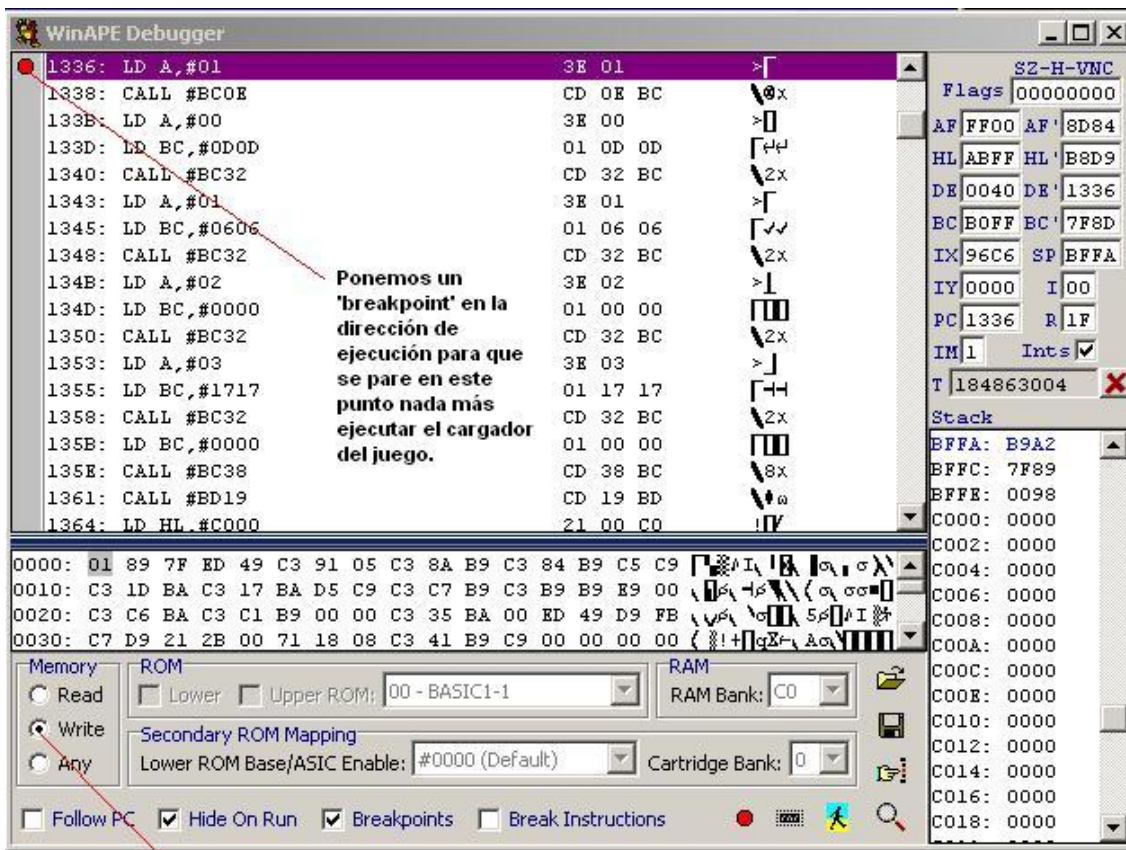 WinAPE Debugger
1336: LD A,#01 3E 01
1338: CALL #BC0E CD 0E BC
133B: LD A,#00 3E 00
133D: LD BC,#0D0D 01 0D 0D
1340: CALL #BC32 CD 32 BC
1343: LD A,#01 3E 01
1345: LD BC,#0606 01 06 06
1348: CALL #BC32 CD 32 BC
134B: LD A,#02 3E 02
134D: LD BC,#0000 01 00 00
1350: CALL #BC32 CD 32 BC
1353: LD A,#03 3E 03
1355: LD BC,#1717 01 17 17
1358: CALL #BC32 CD 32 BC
135B: LD BC,#0000 01 00 00
135E: CALL #BC38 CD 38 BC
1361: CALL #BD19 CD 19 BD
1364: LD HL,#C000 21 00 C0
Ponemos un
'breakpoint' en la
dirección de
ejecución para que
se pare en este
punto nada más
ejecutar el cargador
del juego.
SZ-H-VNC
Flags 00000000
AF FF00 AF' 8D84
HL ABFF HL' B8D9
DE 0040 DE' 1336
BC B0FF BC' 7F8D
IX 96C6 SP BFFA
IY 0000 I 00
PC 1336 R 1F
IM 1 Ints
T 184863004
Stack
BFFA: B9A2
BFFC: 7F89
BFFE: 0098
C000: 0000
C002: 0000
C004: 0000
C006: 0000
C008: 0000
C00A: 0000
C00C: 0000
C00E: 0000
C010: 0000
C012: 0000
C014: 0000
C016: 0000
C018: 0000
0000: 01 89 7F ED 49 C3 91 05 C3 8A B9 C3 84 B9 C5 C9
0010: C3 1D BA C3 17 BA D5 C9 C3 C7 B9 C3 B9 B9 E9 00
0020: C3 C6 BA C3 C1 B9 00 00 C3 35 BA 00 ED 49 D9 FB
0030: C7 D9 21 2B 00 71 18 08 C3 41 B9 C9 00 00 00 00
Memory
Read
Write
Any
ROM
Lower Upper ROM: 00 - BASIC1-1
RAM
RAM Bank: C0
Secondary ROM Mapping
Lower ROM Base/ASIC Enable: #0000 (Default) Cartridge Bank: 0
Follow PC Hide On Run Breakpoints Break Instructions